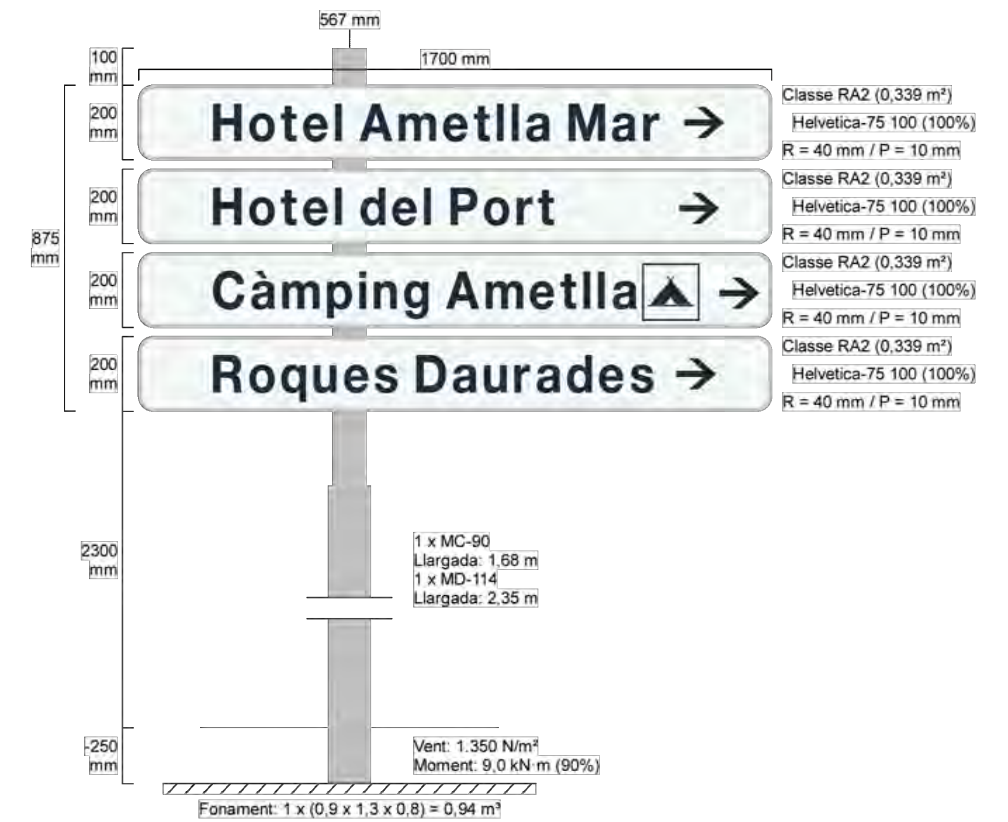 567 mm
100
mm
1700 mm
200
mm
Hotel Ametlla Mar
Classe RA2 (0,339 m²)
Helvetica-75 100 (100%)
R = 40 mm / P = 10 mm
200
mm
Hotel del Port
Classe RA2 (0,339 m²)
Helvetica-75 100 (100%)
R = 40 mm / P = 10 mm
875
mm
200
mm
Càmping Ametlla
Classe RA2 (0,339 m²)
Helvetica-75 100 (100%)
R = 40 mm / P = 10 mm
200
mm
Roques Daurades
Classe RA2 (0,339 m²)
Helvetica-75 100 (100%)
R = 40 mm / P = 10 mm
2300
mm
1 x MC-90
Llargada: 1,68 m
1 x MD-114
Llargada: 2,35 m
-250
mm
Vent: 1.350 N/m²
Moment: 9,0 kN·m (90%)
Fonament: 1 x (0,9 x 1,3 x 0,8) = 0,94 m³